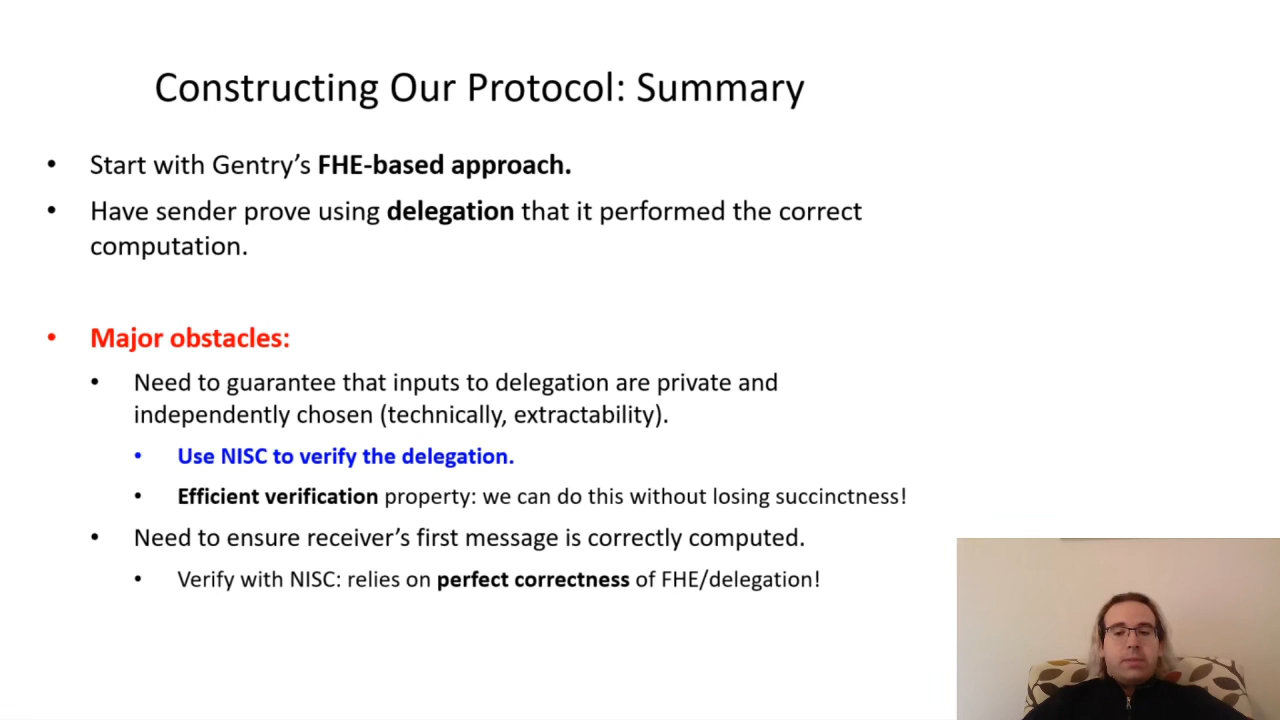 Constructing Our Protocol: Summary
• Start with Gentry’s FHE-based approach.
• Have sender prove using delegation that it performed the correct
computation.
• Major obstacles:
• Need to guarantee that inputs to delegation are private and
independently chosen (technically, extractability).
• Use NISC to verify the delegation.
• Efficient verification property: we can do this without losing succinctness!
• Need to ensure receiver’s first message is correctly computed.
• Verify with NISC: relies on perfect correctness of FHE/delegation!